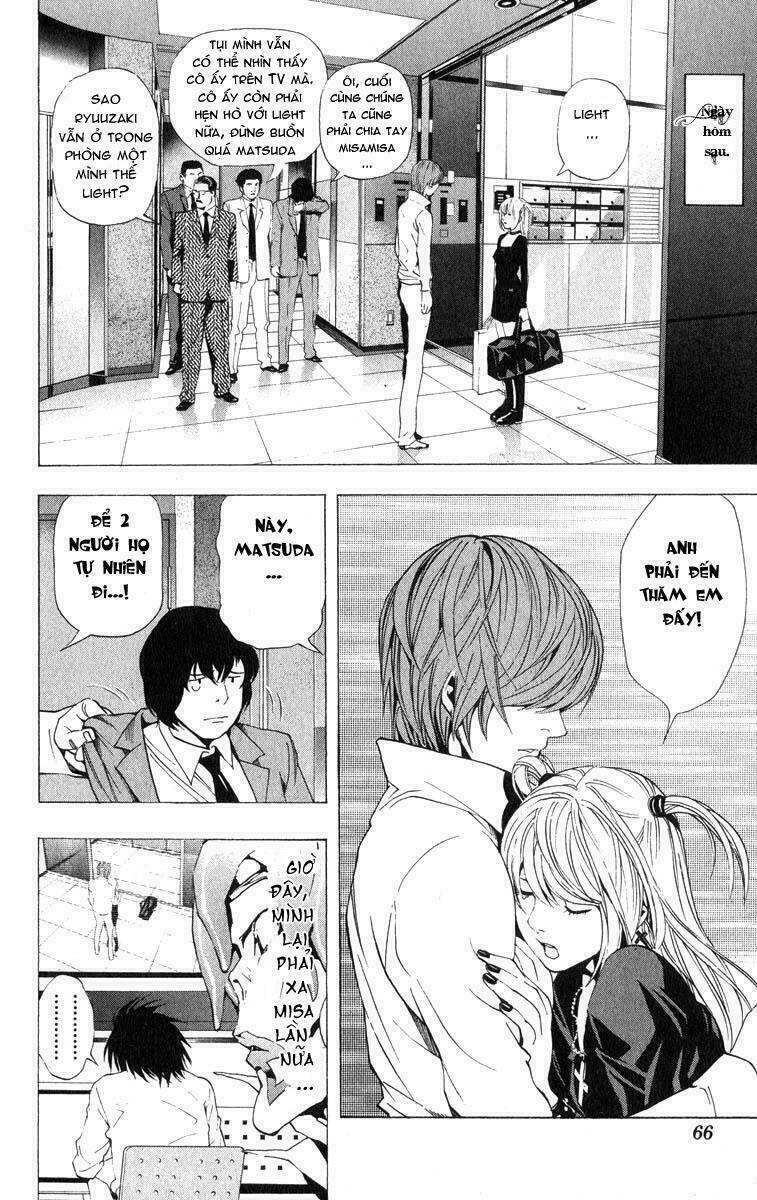 Ngày
hôm
sau.
LIGHT
...
ÔI, CUỐI
CÙNG CHÚNG
TA CŨNG
PHẢI CHIA TAY
MISAMISA
...
TỤI MÌNH VẪN
CÓ THỂ NHÌN THẤY
CÔ ẤY TRÊN TV MÀ.
CÔ ẤY CÒN PHẢI
HẸN HÒ VỚI LIGHT
NỮA, ĐỪNG BUỒN
QUÁ MATSUDA
SAO
RYUUZAKI
VẪN Ở TRONG
PHÒNG MỘT
MÌNH THẾ
LIGHT?
ANH
PHẢI ĐẾN
THĂM EM
ĐẤY!
NÀY,
MATSUDA
...
ĐỂ 2
NGƯỜI HỌ
TỰ NHIÊN
ĐI...!
GIỜ
ĐÂY,
MÌNH
LẠI
PHẢI
XA
MISA
LẦN
NỮA
...
..........
66